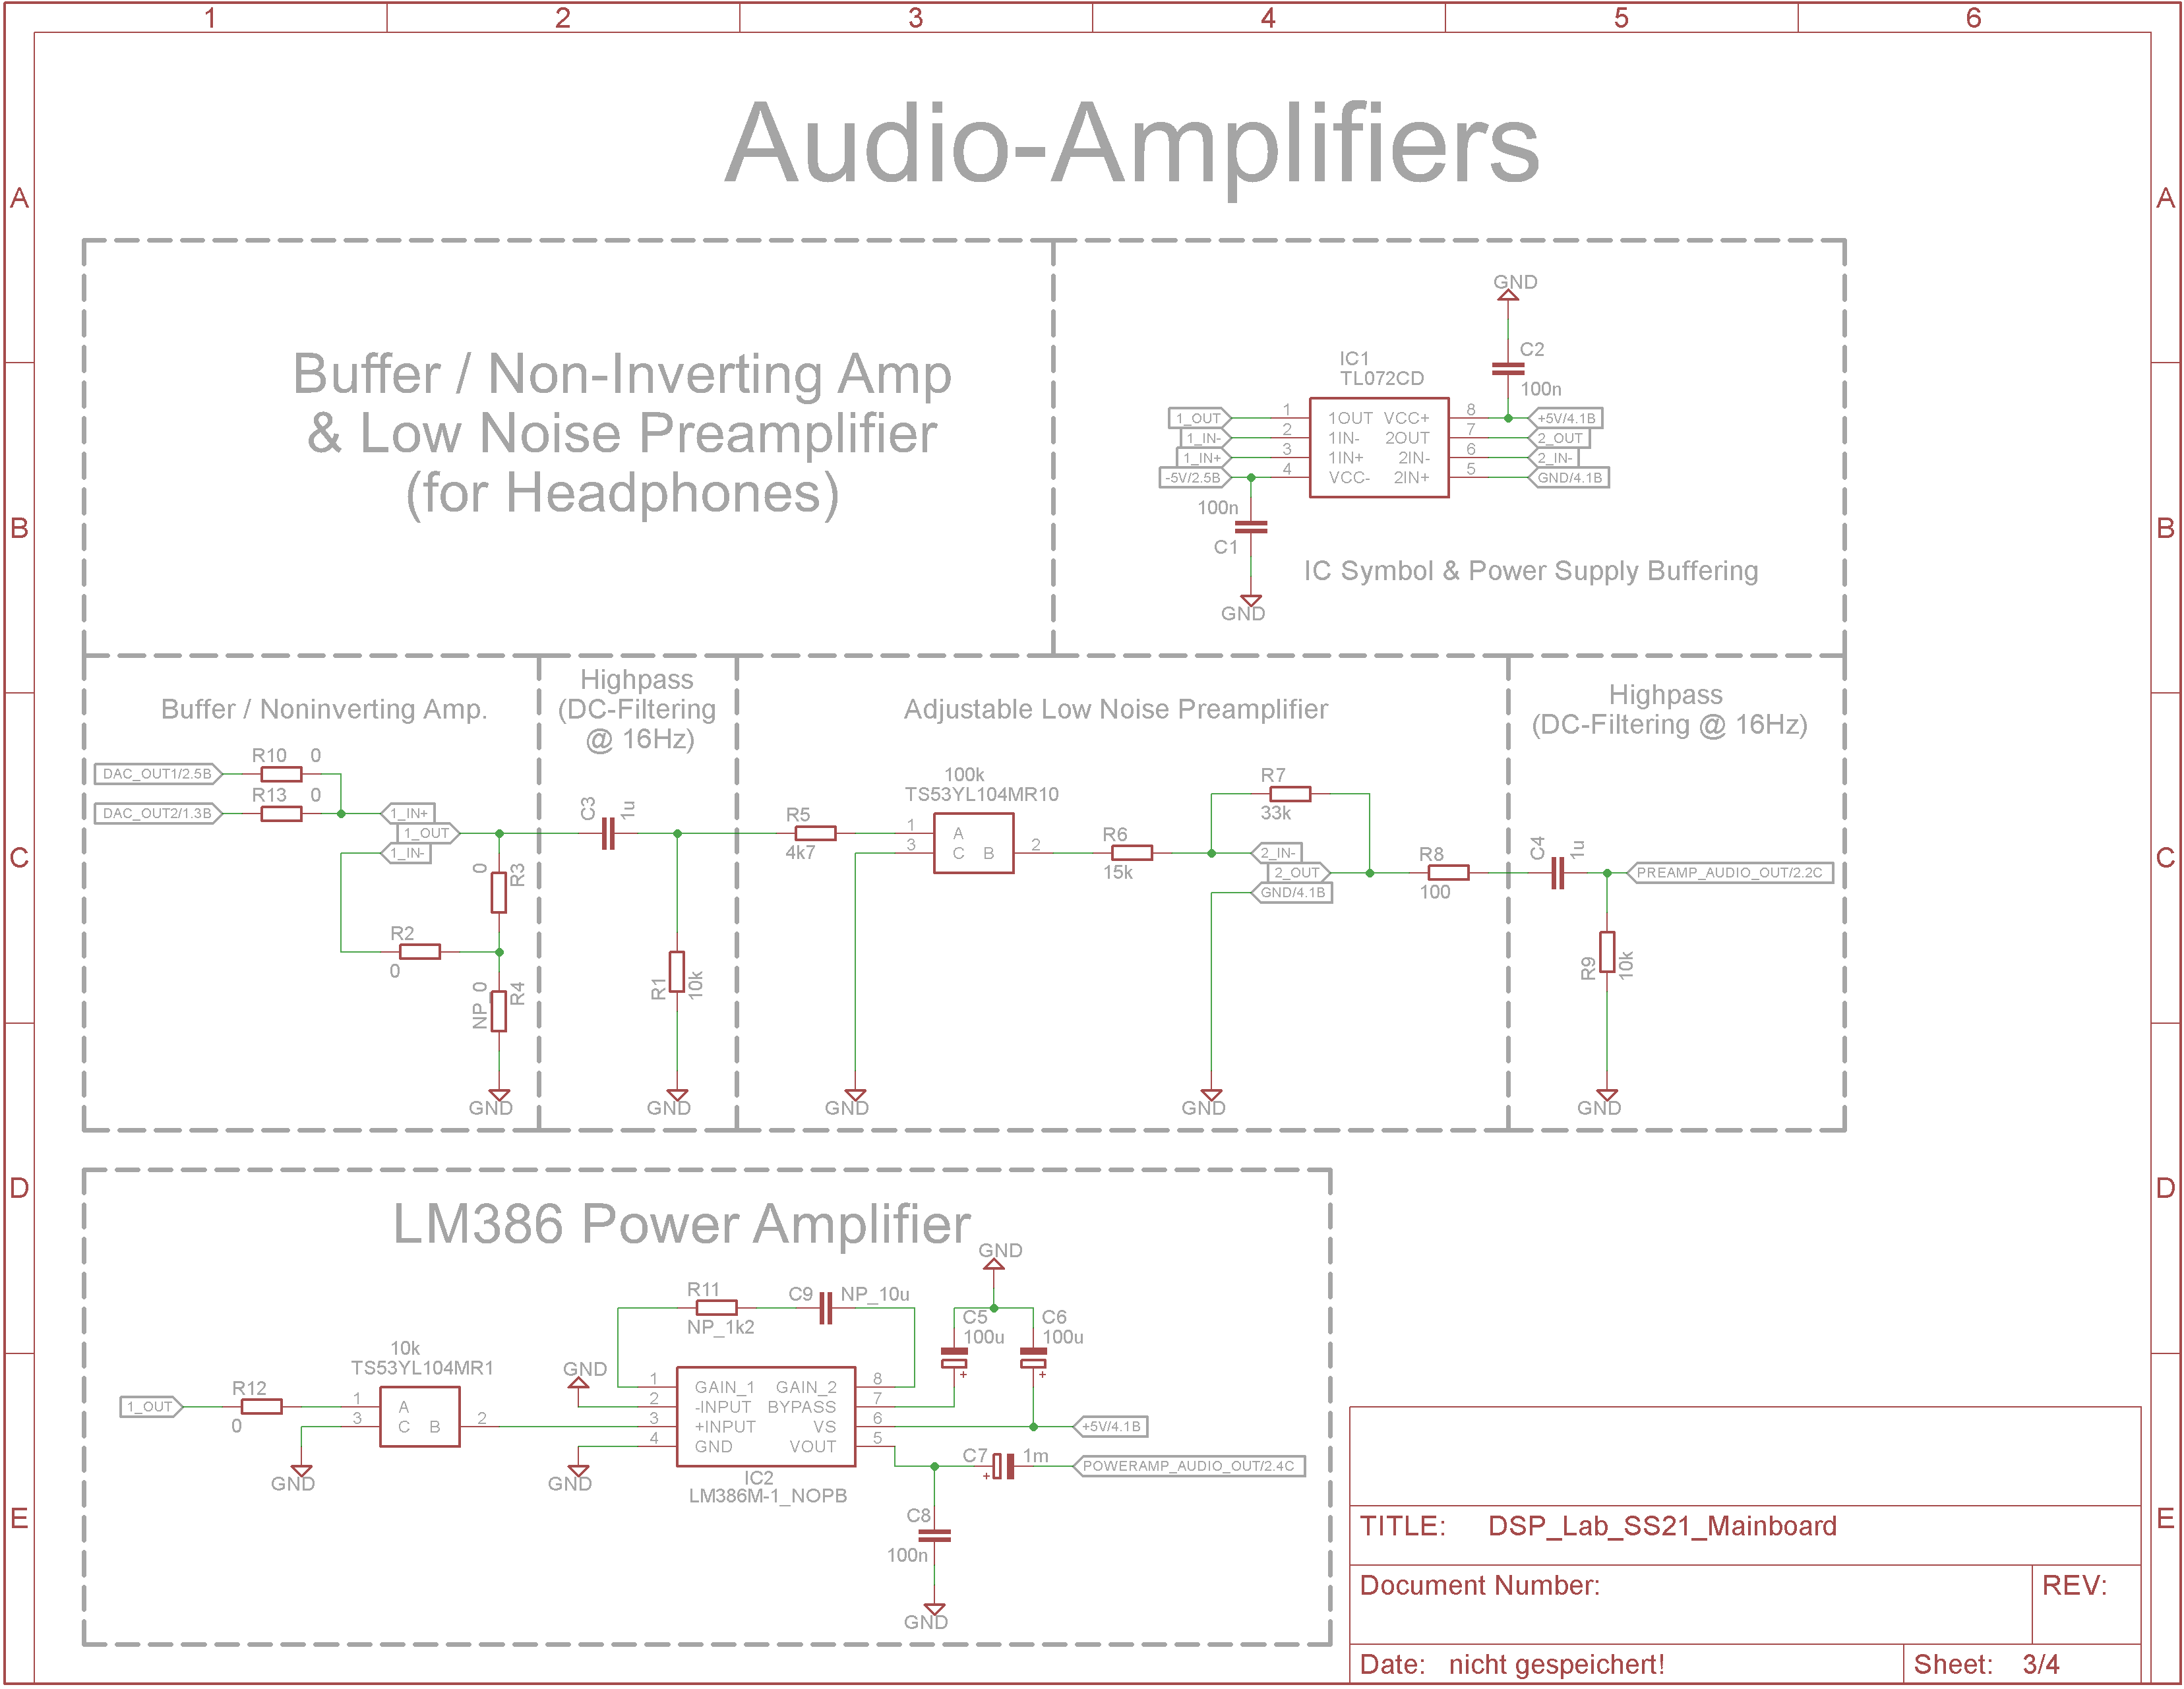 1 2 3 4 5 6
Audio-Amplifiers
A A
Buffer / Non-Inverting Amp
& Low Noise Preamplifier
(for Headphones)
GND
C2
100n
IC1
TL072CD
1_OUT 1 1OUT VCC+ 8 +5V/4.1B
1_IN- 2 1IN- 2OUT 7 2_OUT
1_IN+ 3 1IN+ 2IN- 6 2_IN-
-5V/2.5B 4 VCC- 2IN+ 5 GND/4.1B
100n
C1
GND
IC Symbol & Power Supply Buffering
B B
Buffer / Noninverting Amp.
R10 0
DAC_OUT1/2.5B
R13 0
DAC_OUT2/1.3B
1_IN+
1_OUT
1_IN-
0 R3
R2
0
NP_0 R4
GND
Highpass
(DC-Filtering
@ 16Hz)
C3 1u
R1 10k
GND
Adjustable Low Noise Preamplifier
R5
4k7
100k
TS53YL104MR10
1 A
3 C B 2
GND
R6
15k
R7
33k
2_IN-
2_OUT
GND/4.1B
GND
R8
100
Highpass
(DC-Filtering @ 16Hz)
C4 1u
PREAMP_AUDIO_OUT/2.2C
R9 10k
GND
C C
D D
LM386 Power Amplifier
1_OUT
R12
0
10k
TS53YL104MR1
1 A
3 C B 2
GND
R11
NP_1k2
C9 NP_10u
GND
C5
100u
+
C6
100u
+
GND
1 GAIN_1 GAIN_2 8
2 -INPUT BYPASS 7
3 +INPUT VS 6
4 GND VOUT 5
GND
IC2
LM386M-1_NOPB
+5V/4.1B
C7 1m
+
POWERAMP_AUDIO_OUT/2.4C
C8
100n
GND
E E
TITLE: DSP_Lab_SS21_Mainboard
Document Number:
REV:
Date: nicht gespeichert!
Sheet: 3/4